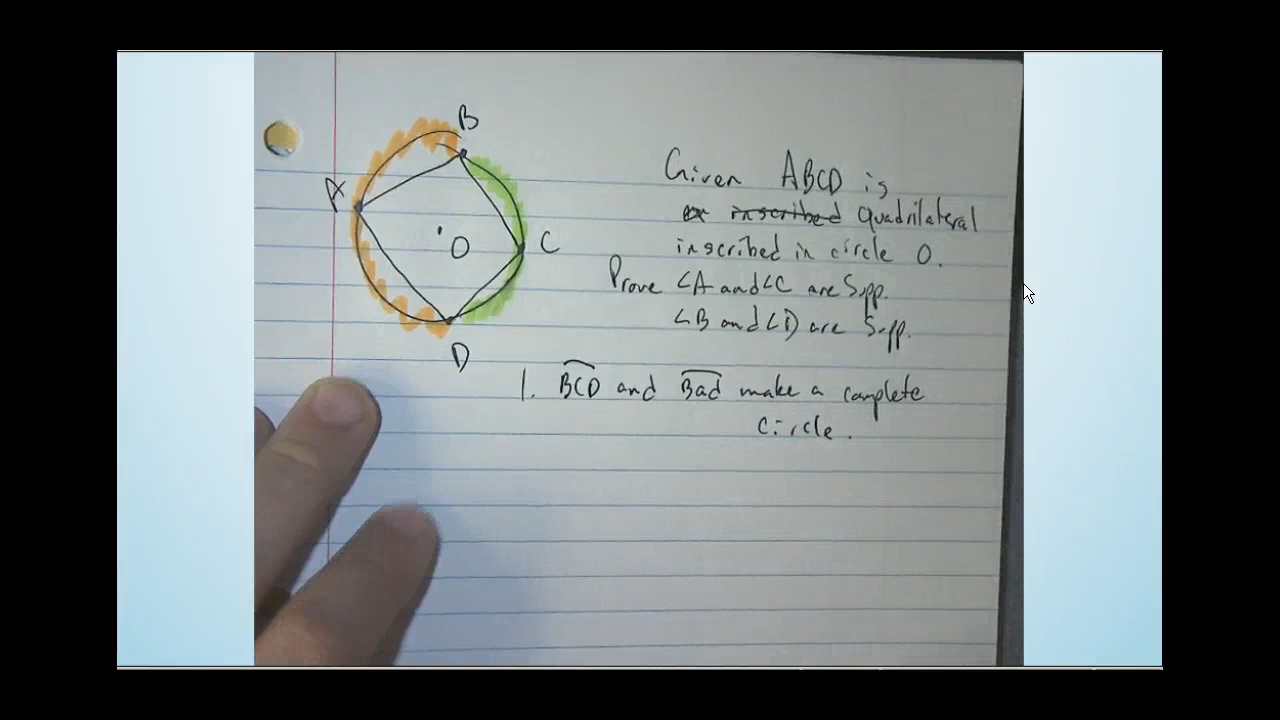 B
A
C
O
D
Given ABCD is
inscribed quadrilateral
inscribed in circle O.
Prove ∠A and ∠C are Supp.
∠B and ∠D are Supp.
1. BCD and Bad make a complete
circle.